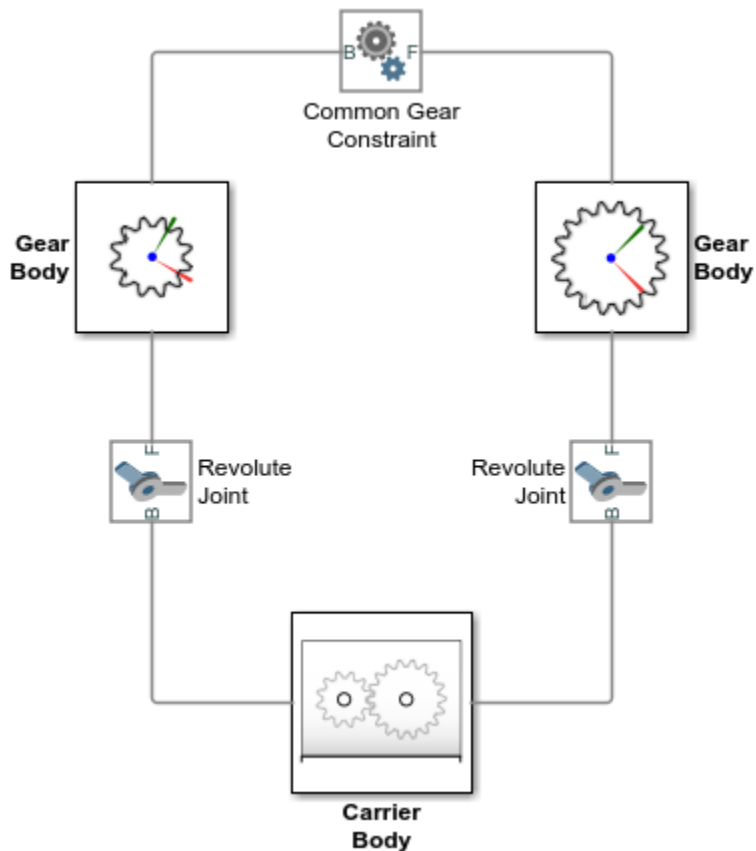 B F
Common Gear
Constraint
Gear
Body
Gear
Body
F
Revolute
Joint
B
Revolute
Joint
F
B
Carrier
Body